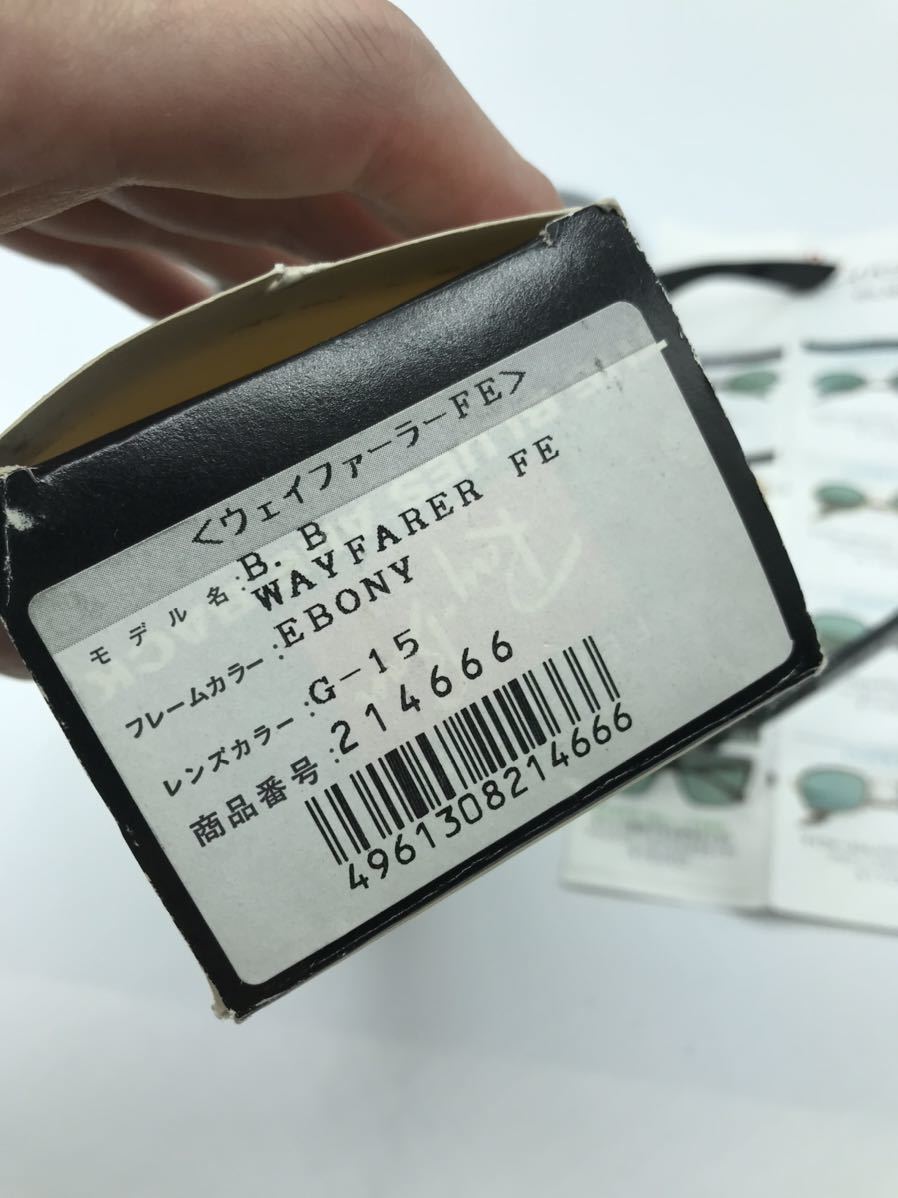 <ウェイファーラーFE>
モデル名:B. B
WAYFARER FE
フレームカラー:EBONY
レンズカラー:G-15
商品番号:214666
4961308214666